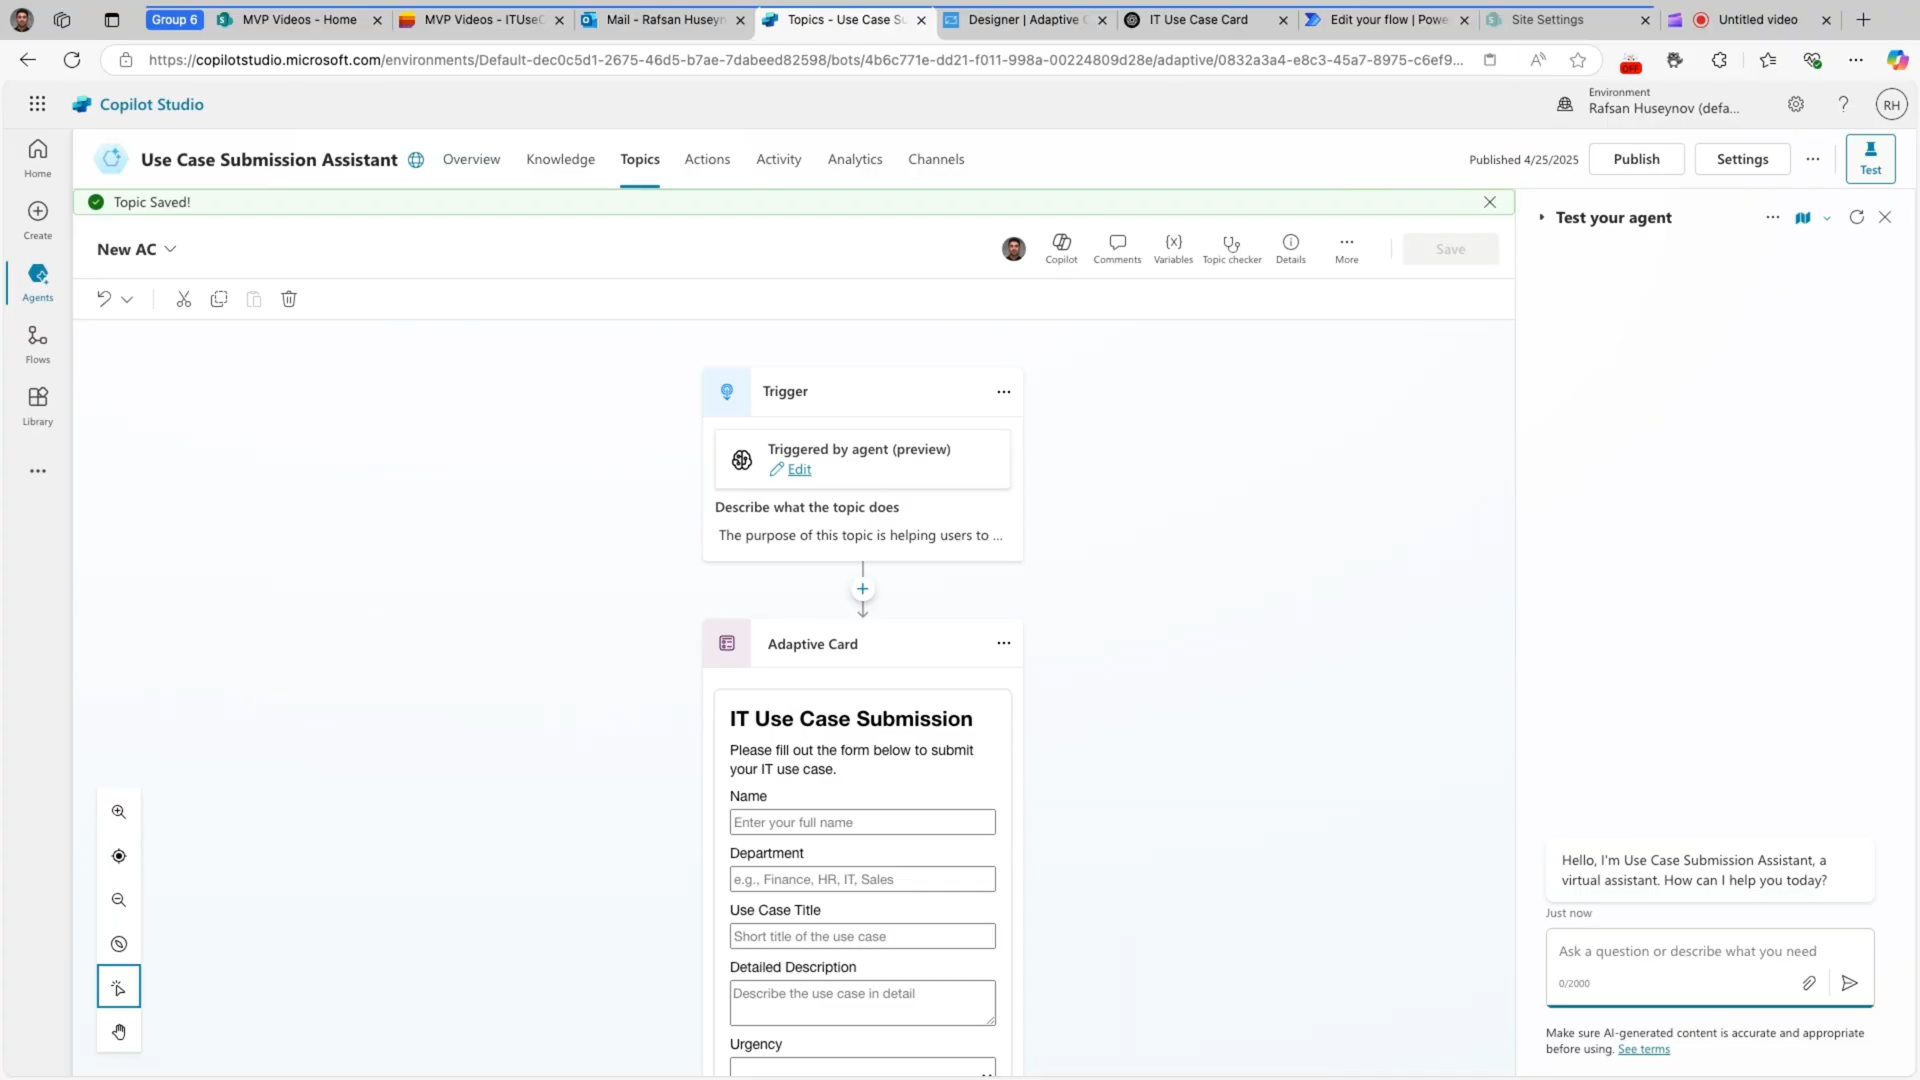 Group 6
MVP Videos - Home
MVP Videos - ITUseC
Mail - Rafsan Huseyn
Topics - Use Case Su
Designer | Adaptive C
IT Use Case Card
Edit your flow | Powe
Site Settings
Untitled video
https://copilotstudio.microsoft.com/environments/Default-dec0c5d1-2675-46d5-b7ae-7dabeed82598/bots/4b6c771e-dd21-f011-998a-00224809d28e/adaptive/0832a3a4-e8c3-45a7-8975-c6ef9...
OFF
Copilot Studio
Environment
Rafsan Huseynov (defa...
RH
Home
Create
Agents
Flows
Library
Use Case Submission Assistant
Overview
Knowledge
Topics
Actions
Activity
Analytics
Channels
Published 4/25/2025
Publish
Settings
Test
Topic Saved!
New AC
Copilot
Comments
Variables
Topic checker
Details
More
Save
Trigger
Triggered by agent (preview)
Edit
Describe what the topic does
The purpose of this topic is helping users to ...
Adaptive Card
IT Use Case Submission
Please fill out the form below to submit
your IT use case.
Name
Enter your full name
Department
e.g., Finance, HR, IT, Sales
Use Case Title
Short title of the use case
Detailed Description
Describe the use case in detail
Urgency
Test your agent
Hello, I'm Use Case Submission Assistant, a
virtual assistant. How can I help you today?
Just now
Ask a question or describe what you need
0/2000
Make sure AI-generated content is accurate and appropriate
before using. See terms